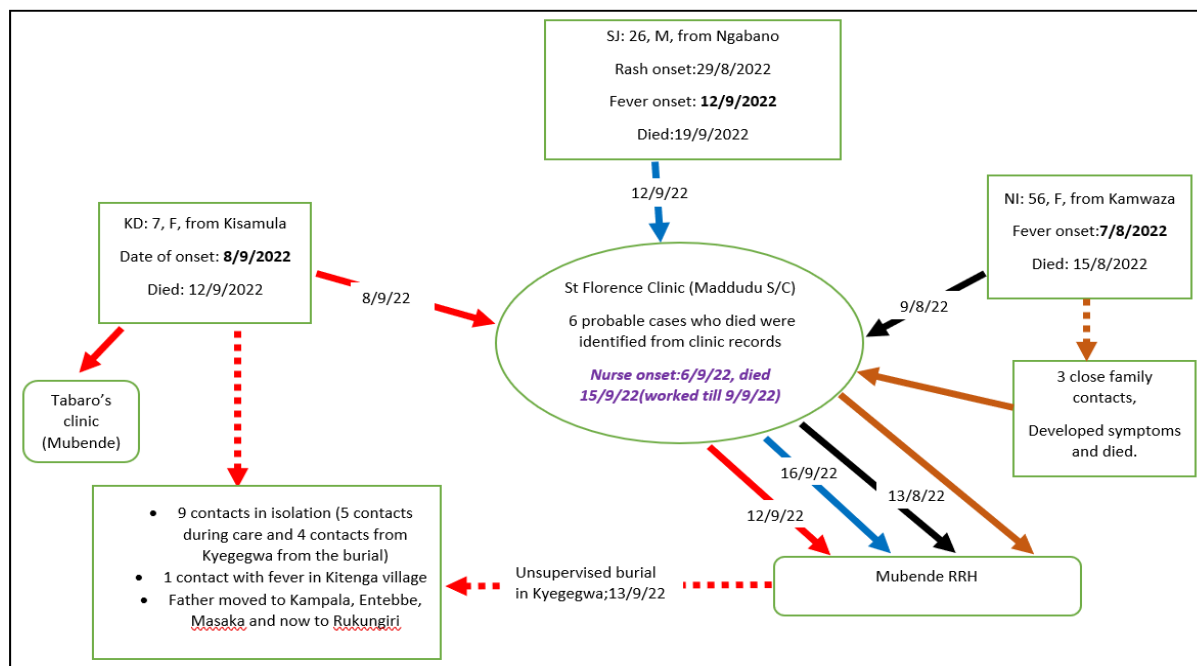 SJ: 26, M, from Ngabano
Rash onset:29/8/2022
Fever onset: 12/9/2022
Died:19/9/2022
12/9/22
KD: 7, F, from Kisamula
Date of onset: 8/9/2022
Died: 12/9/2022
8/9/22
NI: 56, F, from Kamwaza
Fever onset:7/8/2022
Died: 15/8/2022
9/8/22
St Florence Clinic (Maddudu S/C)
6 probable cases who died were
identified from clinic records
Nurse onset:6/9/22, died
15/9/22(worked till 9/9/22)
Tabaro's
clinic
(Mubende)
3 close family
contacts,
Developed symptoms
and died.
12/9/22
16/9/22
13/8/22
• 9 contacts in isolation (5 contacts
during care and 4 contacts from
Kyegegwa from the burial)
• 1 contact with fever in Kitenga village
• Father moved to Kampala, Entebbe,
Masaka and now to Rukungiri
Unsupervised burial
in Kyegegwa;13/9/22
Mubende RRH